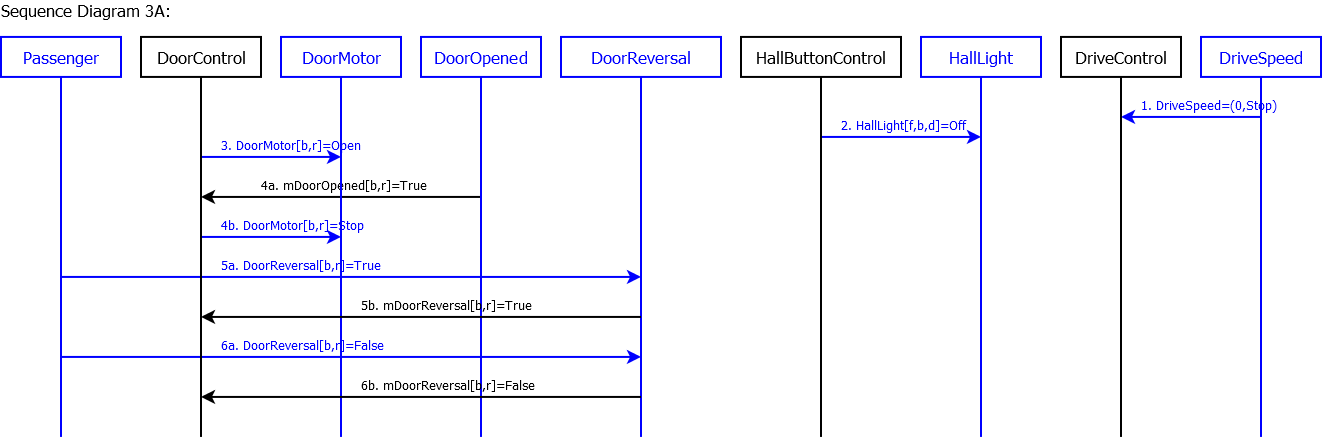 Sequence Diagram 3A:
Passenger DoorControl DoorMotor DoorOpened DoorReversal HallButtonControl HallLight DriveControl DriveSpeed
1. DriveSpeed=(0,Stop)
2. HallLight[f,b,d]=Off
3. DoorMotor[b,r]=Open
4a. mDoorOpened[b,r]=True
4b. DoorMotor[b,r]=Stop
5a. DoorReversal[b,r]=True
5b. mDoorReversal[b,r]=True
6a. DoorReversal[b,r]=False
6b. mDoorReversal[b,r]=False